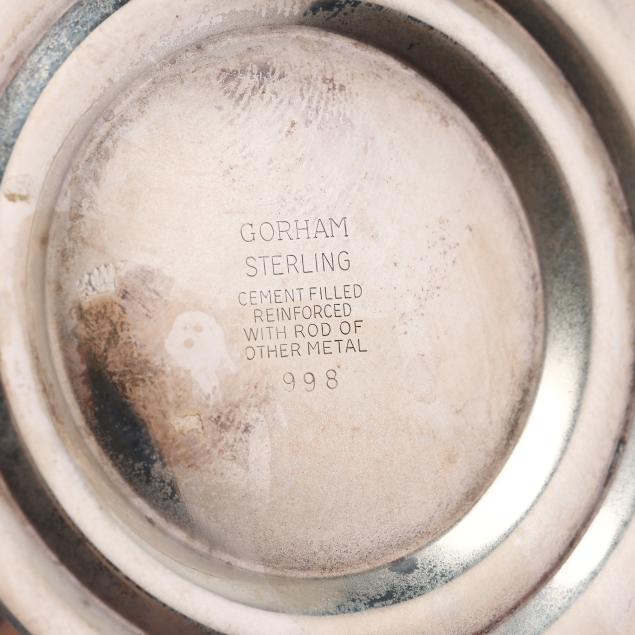 GORHAM
STERLING
CEMENT FILLED
REINFORCED
WITH ROD OF
OTHER METAL
998